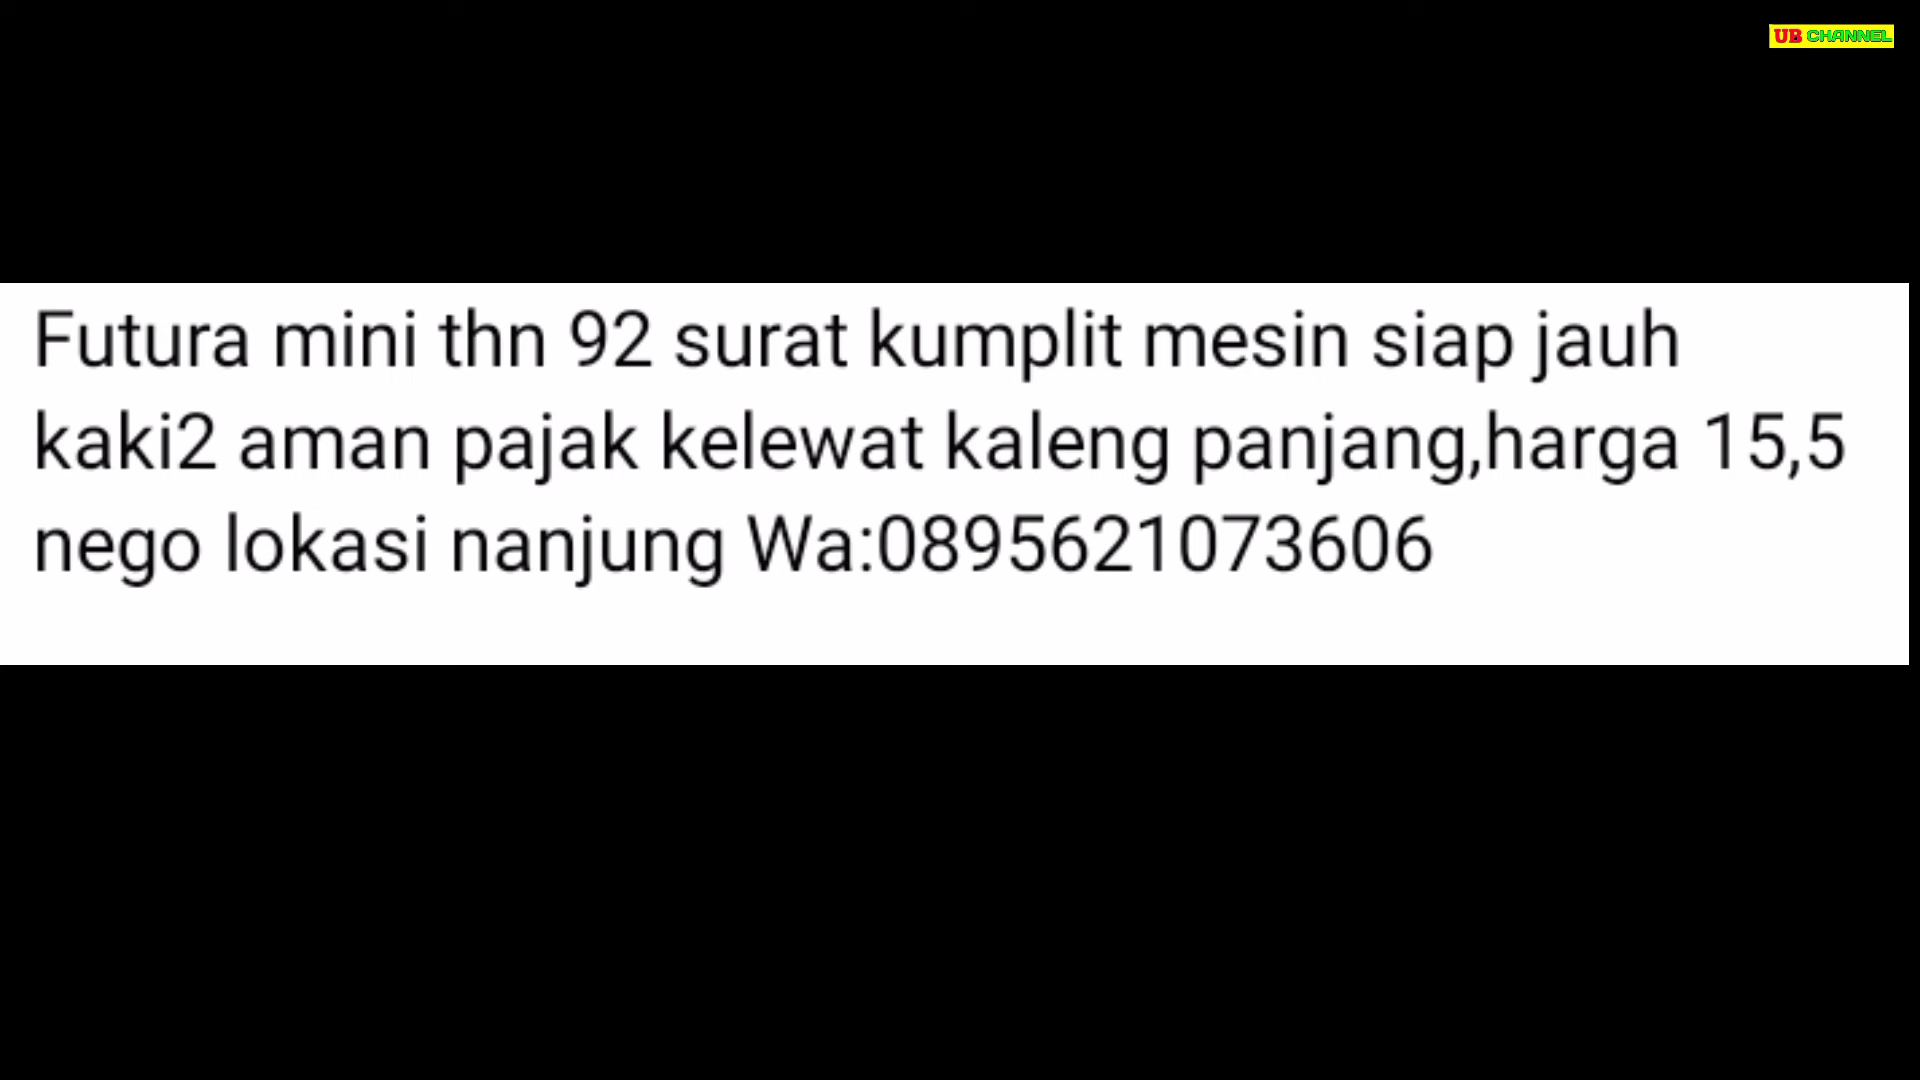 UB CHANNEL
Futura mini thn 92 surat kumplit mesin siap jauh
kaki2 aman pajak kelewat kaleng panjang,harga 15,5
nego lokasi nanjung Wa:0895621073606